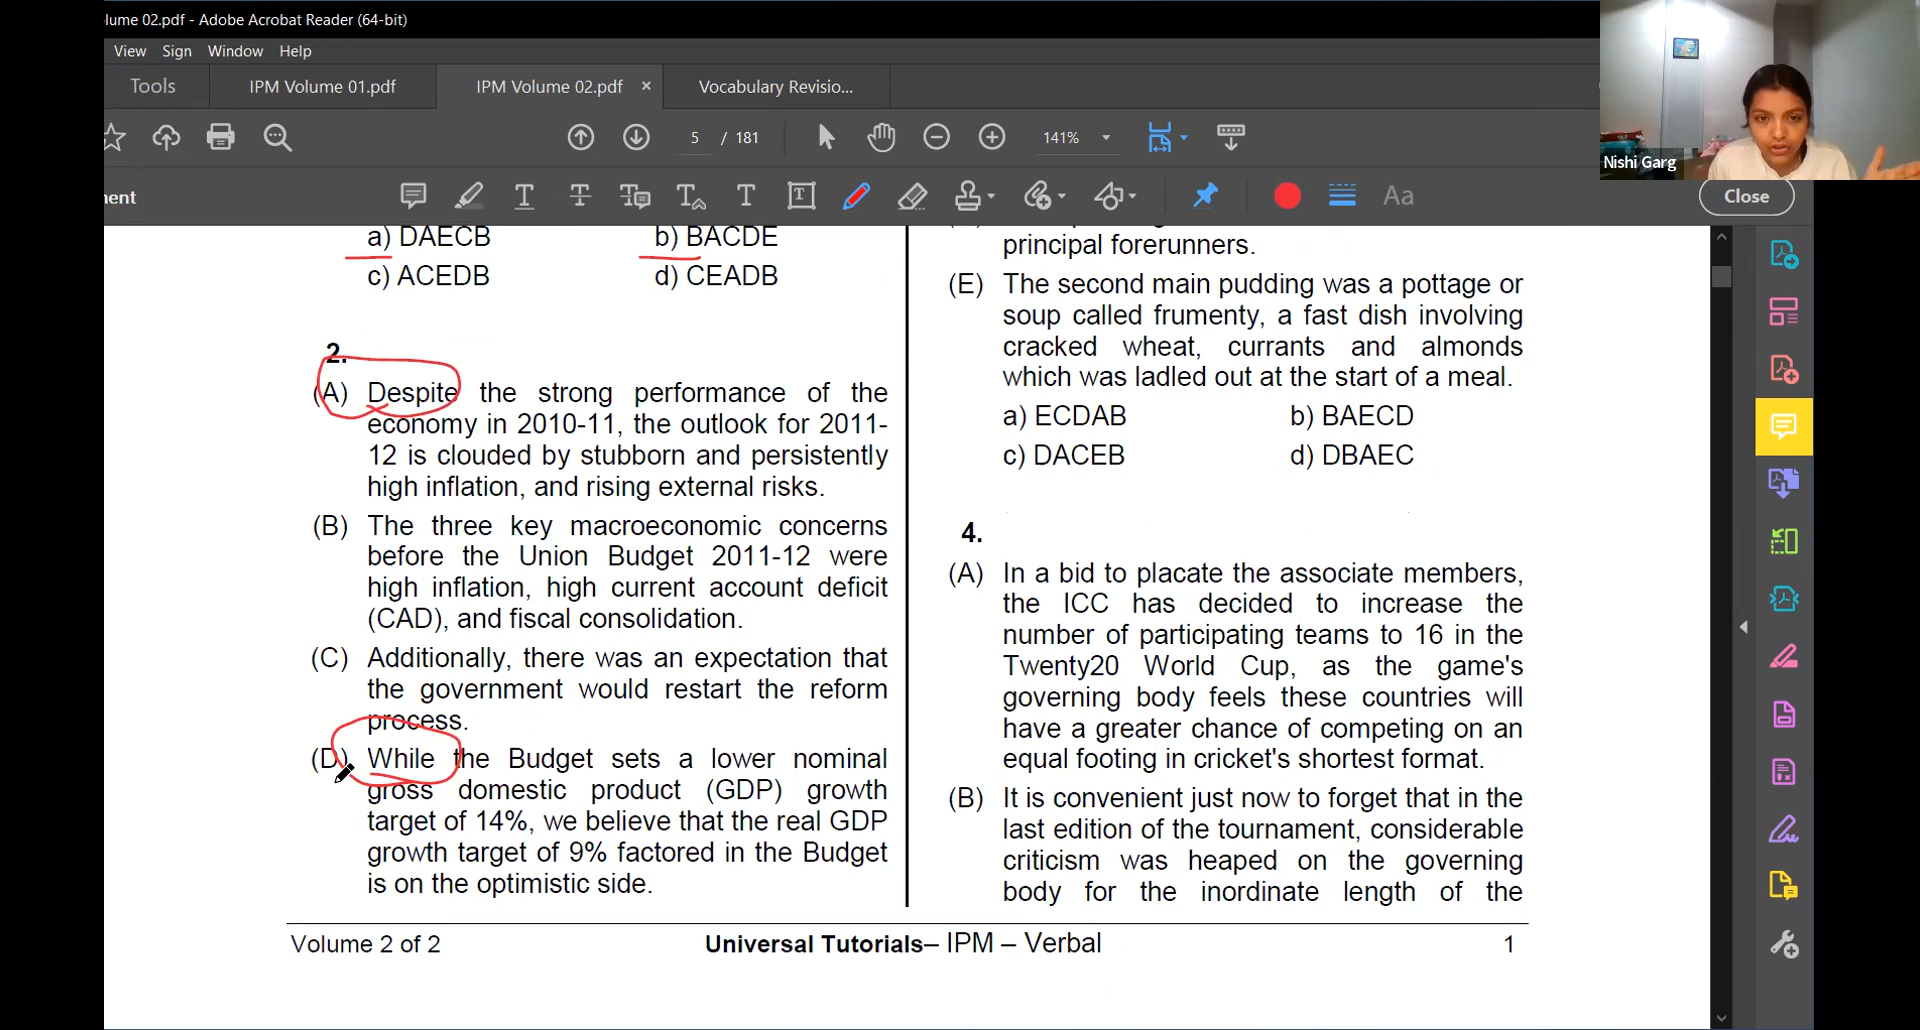 lume 02.pdf - Adobe Acrobat Reader (64-bit)
View Sign Window Help
Tools IPM Volume 01.pdf IPM Volume 02.pdf × Vocabulary Revisio...
5 / 181 141%
Nishi Garg
ent Aa Close
a) DAECB b) BACDE
c) ACEDB d) CEADB
2.
(A) Despite the strong performance of the
economy in 2010-11, the outlook for 2011-
12 is clouded by stubborn and persistently
high inflation, and rising external risks.
(B) The three key macroeconomic concerns
before the Union Budget 2011-12 were
high inflation, high current account deficit
(CAD), and fiscal consolidation.
(C) Additionally, there was an expectation that
the government would restart the reform
process.
(D) While the Budget sets a lower nominal
gross domestic product (GDP) growth
target of 14%, we believe that the real GDP
growth target of 9% factored in the Budget
is on the optimistic side.
principal forerunners.
(E) The second main pudding was a pottage or
soup called frumenty, a fast dish involving
cracked wheat, currants and almonds
which was ladled out at the start of a meal.
a) ECDAB b) BAECD
c) DACEB d) DBAEC
4.
(A) In a bid to placate the associate members,
the ICC has decided to increase the
number of participating teams to 16 in the
Twenty20 World Cup, as the game's
governing body feels these countries will
have a greater chance of competing on an
equal footing in cricket's shortest format.
(B) It is convenient just now to forget that in the
last edition of the tournament, considerable
criticism was heaped on the governing
body for the inordinate length of the
Volume 2 of 2 Universal Tutorials– IPM – Verbal 1